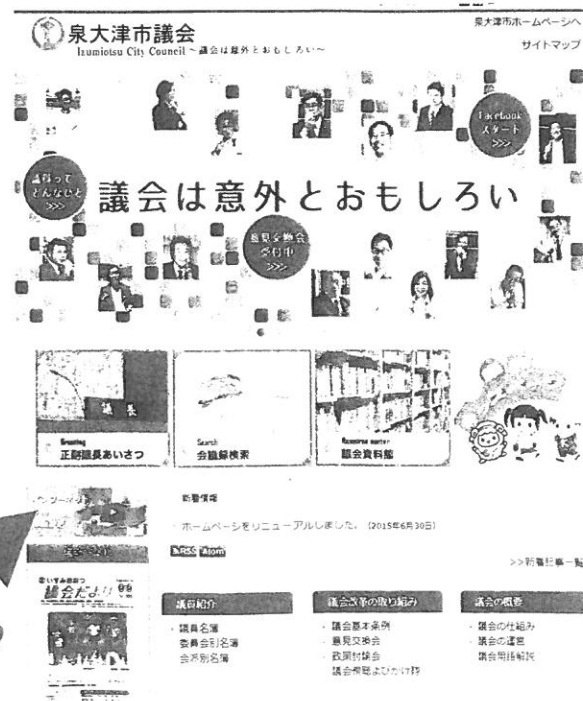 泉大津市議会
Izumiotsu City Council ～議会は意外とおもしろい～
泉大津市ホームページへ
サイトマップ
Facebook
スタート
>>>
議員って
どんなひと
>>>
議会は意外とおもしろい
意見交換会
受付中
>>>
議長
Greeting
正副議長あいさつ
Search
会議録検索
議会資料館
新着情報
ホームページをリニューアルしました。 (2015年6月30日)
RSS Atom
>>新着記事一覧
いずみおおつ
議会だより 99
議員紹介
・議員名簿
・委員会別名簿
・会派別名簿
議会改革の取り組み
・議会基本条例
・意見交換会
・政策討論会
議会の概要
・議会の仕組み
・議会の運営
・議会用語解説